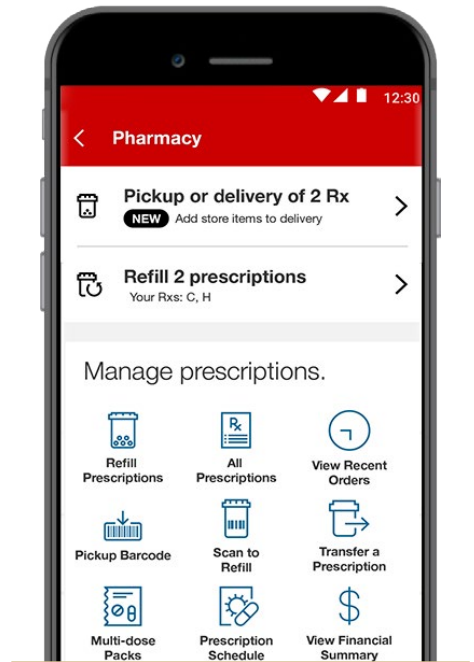 12:30
Pharmacy
Pickup or delivery of 2 Rx
NEW Add store items to delivery
Refill 2 prescriptions
Your Rxs: C, H
Manage prescriptions.
Rx
Refill
Prescriptions
All
Prescriptions
View Recent
Orders
Pickup Barcode
Scan to
Refill
Transfer a
Prescription
Multi-dose
Packs
Prescription
Schedule
$
View Financial
Summary